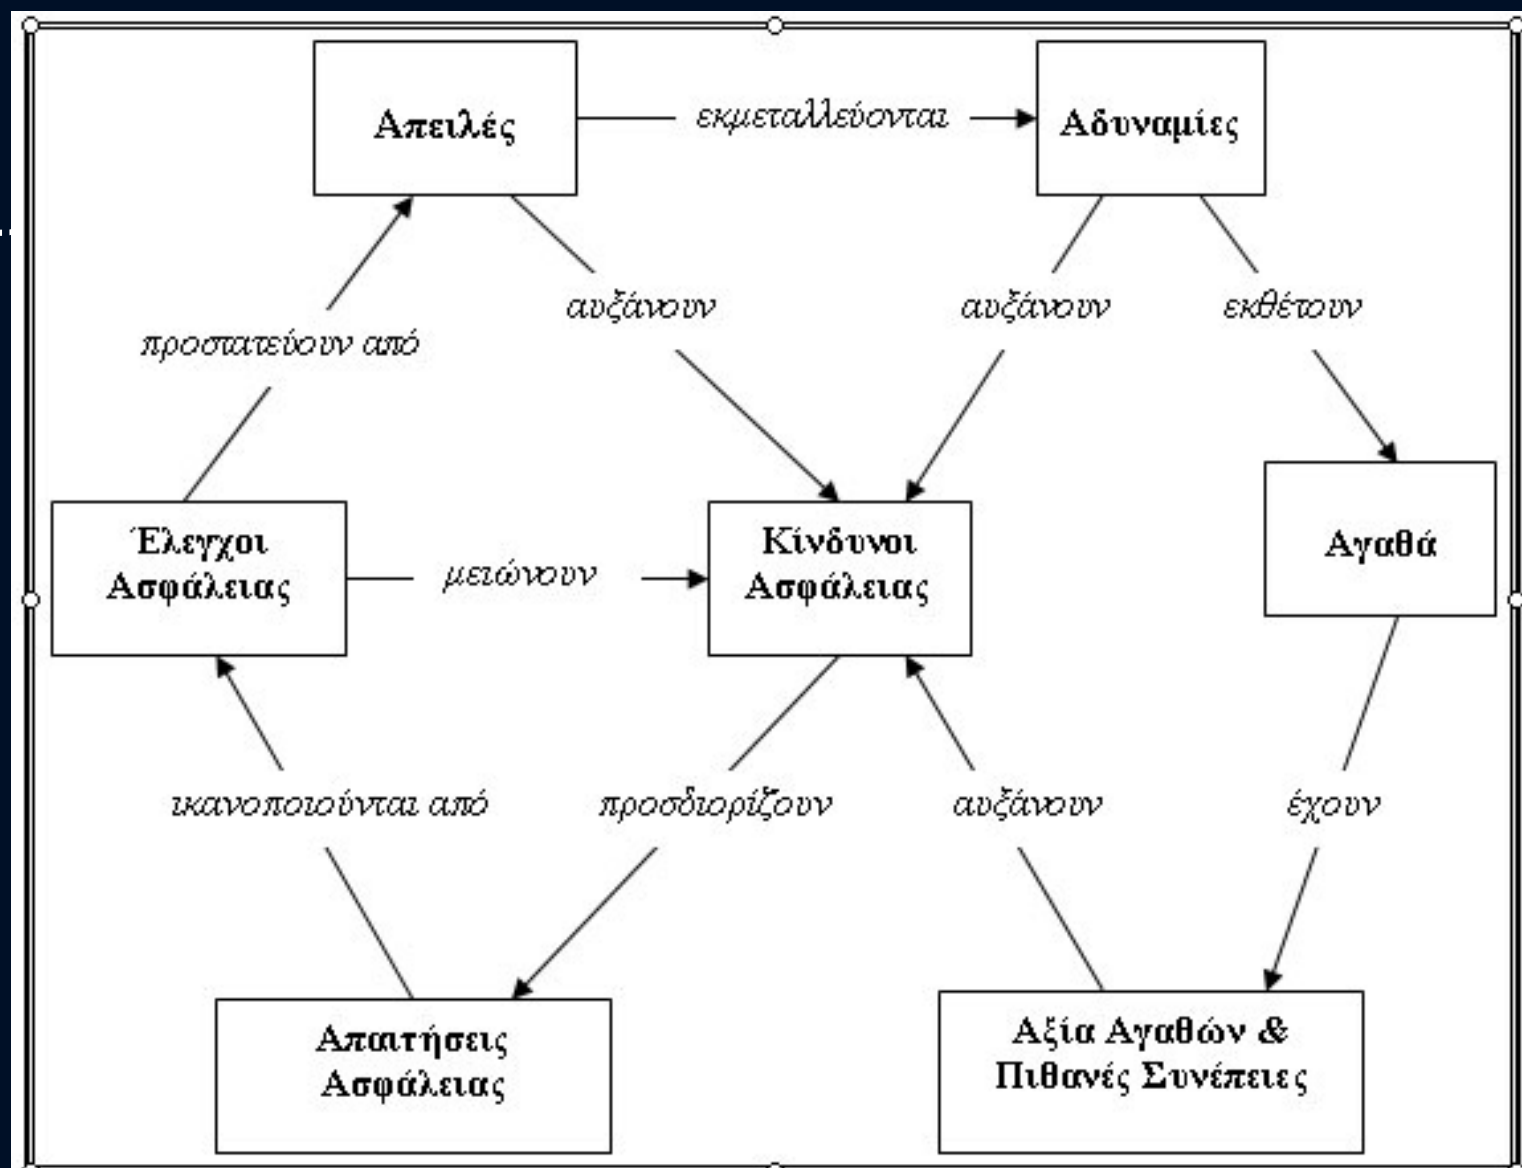 Απειλές
εκμεταλλεύονται
Αδυναμίες
αυξάνουν
αυξάνουν
εκθέτουν
προστατεύουν από
Έλεγχοι
Ασφάλειας
μειώνουν
Κίνδυνοι
Ασφάλειας
Αγαθά
ικανοποιούνται από
προσδιορίζουν
αυξάνουν
έχουν
Απαιτήσεις
Ασφάλειας
Αξία Αγαθών &
Πιθανές Συνέπειες